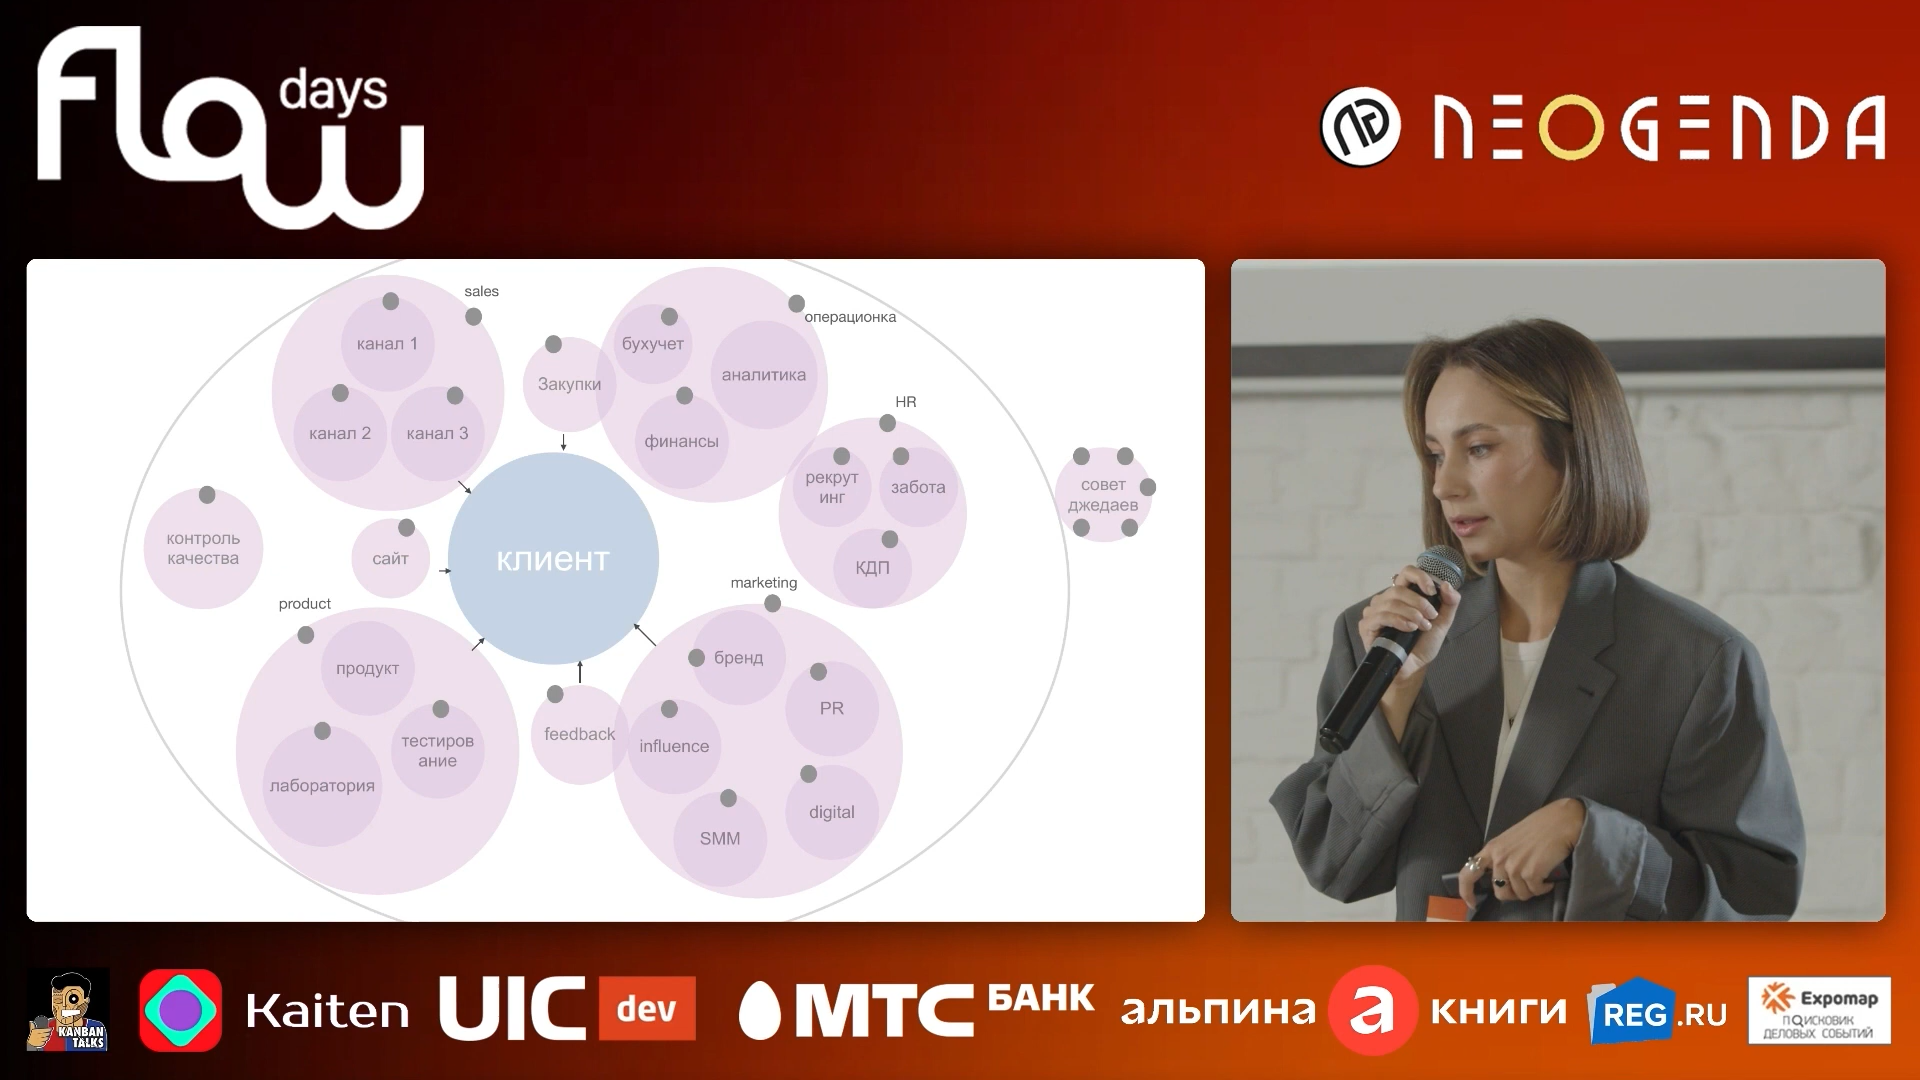 flow
days
NEOGENDA
sales
канал 1
канал 2
канал 3
Закупки
операционка
бухучет
аналитика
финансы
HR
рекрут
инг
забота
КДП
совет
джедаев
контроль
качества
сайт
клиент
product
продукт
лаборатория
тестиров
ание
feedback
marketing
бренд
PR
influence
digital
SMM
KANBAN
TALKS
Kaiten
UIC dev
МТС БАНК
альпина а книги
REG.RU
Expomap
ПОИСКОВИК
ДЕЛОВЫХ СОБЫТИЙ